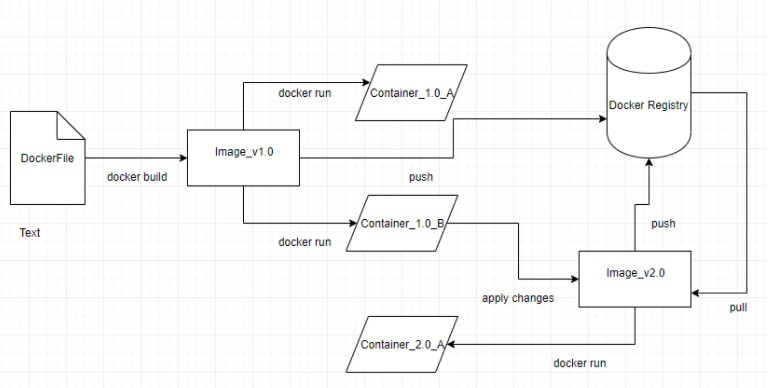 docker run
Container_1.0_A
Docker Registry
DockerFile
docker build
Image_v1.0
push
Text
docker run
Container_1.0_B
push
apply changes
Image_v2.0
pull
Container_2.0_A
docker run